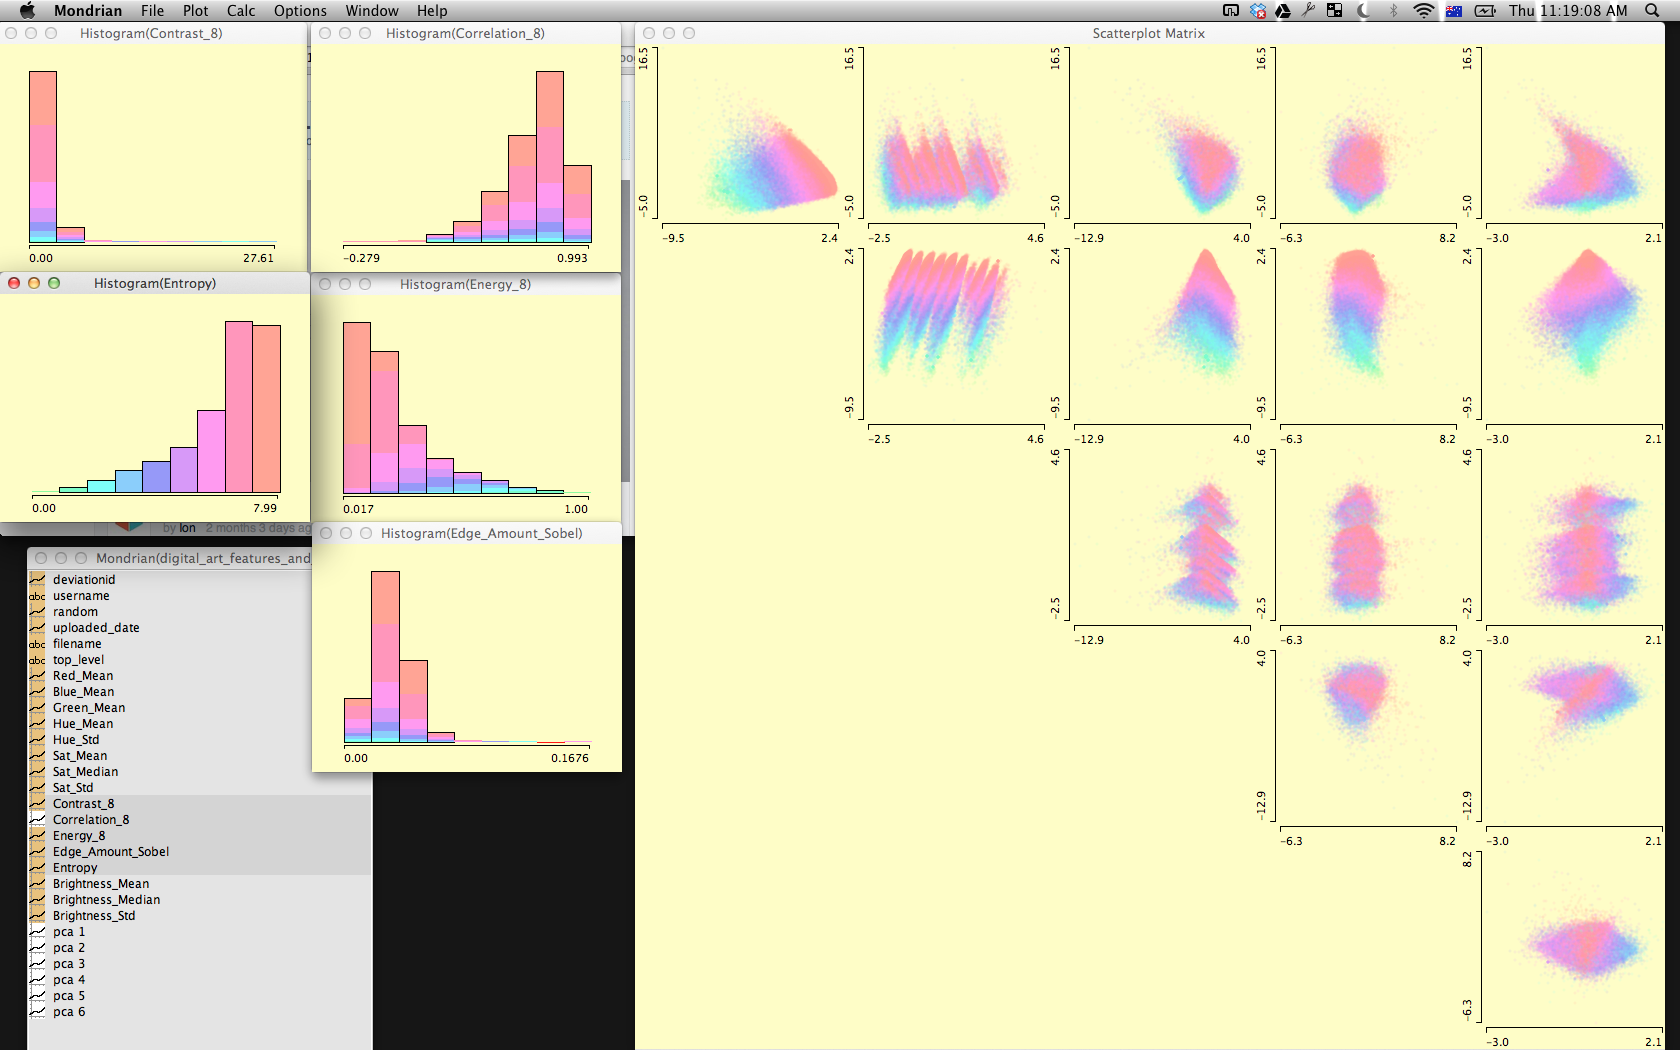 Mondrian File Plot Calc Options Window Help Thu 11:19:08 AM
Histogram(Contrast_8)
0.00 27.61
Histogram(Correlation_8)
-0.279 0.993
Histogram(Entropy)
0.00 7.99
Histogram(Energy_8)
0.017 1.00
by lon 2 months 3 days ag
Histogram(Edge_Amount_Sobel)
0.00 0.1676
Mondrian(digital_art_features_and_
deviationid
abc username
random
uploaded_date
abc filename
abc top_level
Red_Mean
Blue_Mean
Green_Mean
Hue_Mean
Hue_Std
Sat_Mean
Sat_Median
Sat_Std
Contrast_8
Correlation_8
Energy_8
Edge_Amount_Sobel
Entropy
Brightness_Mean
Brightness_Median
Brightness_Std
pca 1
pca 2
pca 3
pca 4
pca 5
pca 6
Scatterplot Matrix
16.5 16.5 16.5 16.5 16.5
-5.0 -5.0 -5.0 -5.0 -5.0
-9.5 2.4 -2.5 4.6 -12.9 4.0 -6.3 8.2 -3.0 2.1
2.4 2.4 2.4 2.4
-9.5 -9.5 -9.5 -9.5
-2.5 4.6 -12.9 4.0 -6.3 8.2 -3.0 2.1
4.6 4.6 4.6
-2.5 -2.5 -2.5
-12.9 4.0 -6.3 8.2 -3.0 2.1
4.0 4.0
-12.9 -12.9
-6.3 8.2 -3.0 2.1
8.2
-6.3
-3.0 2.1